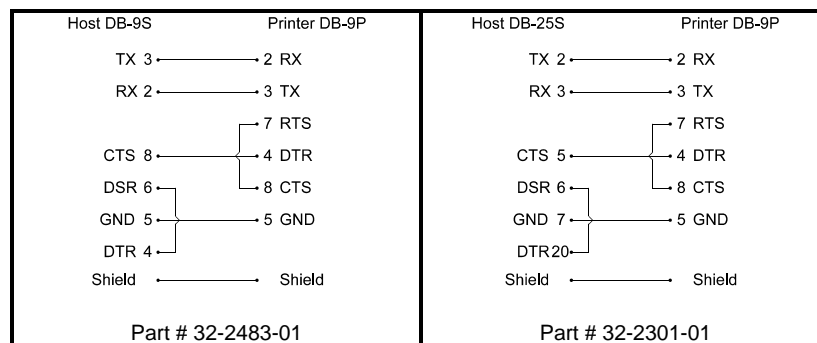 Host DB-9S Printer DB-9P
TX 3 2 RX
RX 2 3 TX
7 RTS
CTS 8 4 DTR
DSR 6 8 CTS
GND 5 5 GND
DTR 4
Shield Shield
Part # 32-2483-01
Host DB-25S Printer DB-9P
TX 2 2 RX
RX 3 3 TX
7 RTS
CTS 5 4 DTR
DSR 6 8 CTS
GND 7 5 GND
DTR 20
Shield Shield
Part # 32-2301-01